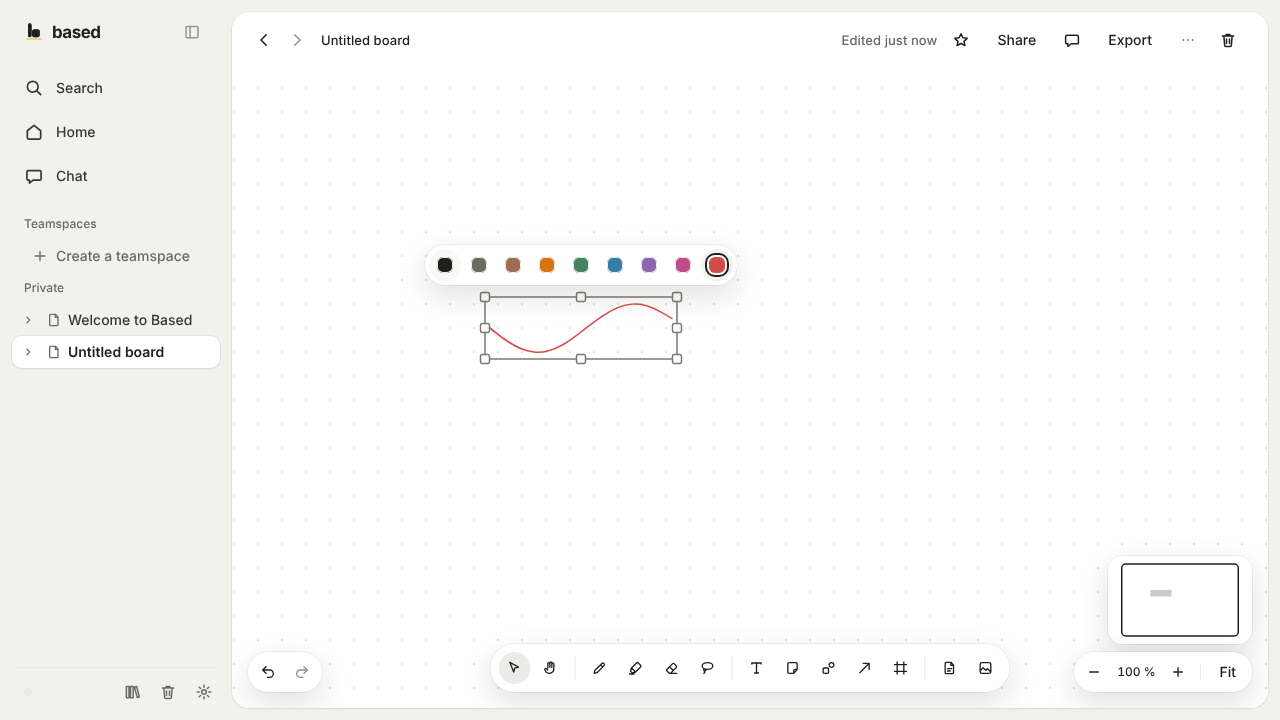 based
Search
Home
Chat
Teamspaces
Create a teamspace
Private
Welcome to Based
Untitled board
Untitled board
Edited just now
Share
Export
100 %
Fit